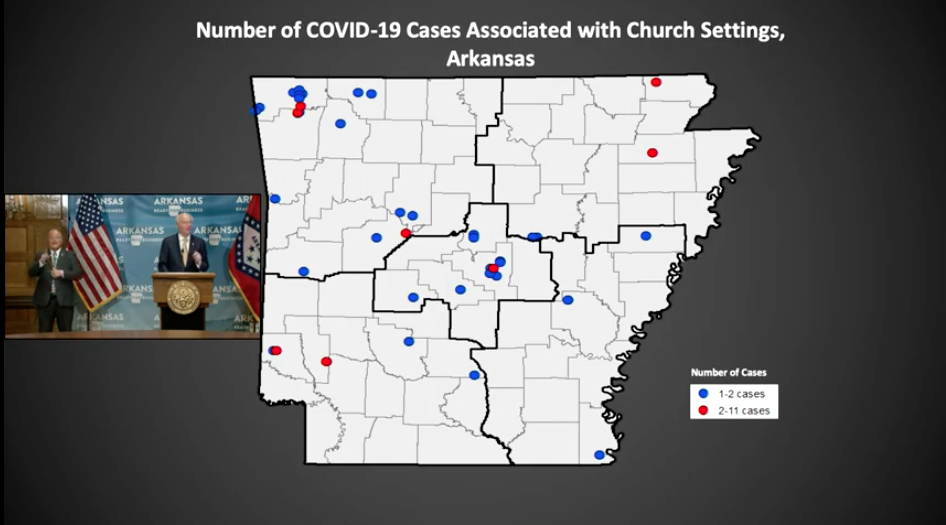 Number of COVID-19 Cases Associated with Church Settings,
Arkansas
ARKANSAS
ARKANSAS
ARKANSAS
ARKANSAS
Number of Cases
1-2 cases
2-11 cases